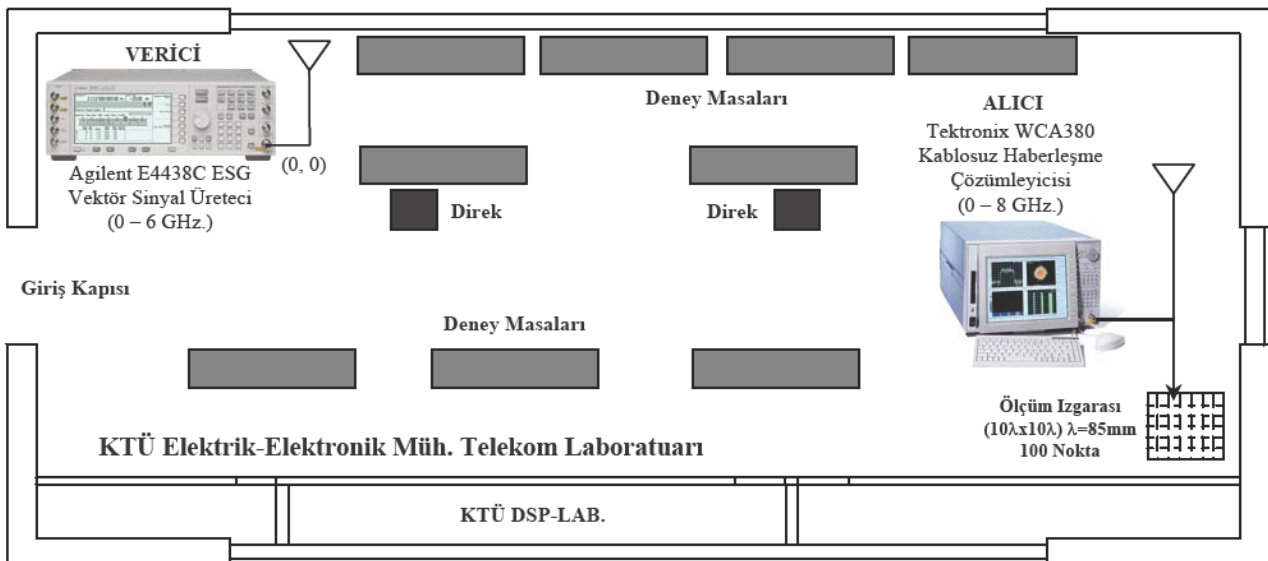 VERİCİ
Agilent E4438C ESG
Vektör Sinyal Üreteci
(0 – 6 GHz.)
(0, 0)
Deney Masaları
ALICI
Tektronix WCA380
Kablosuz Haberleşme
Çözümleyicisi
(0 – 8 GHz.)
Direk
Direk
Giriş Kapısı
Deney Masaları
Ölçüm Izgarası
(10λx10λ) λ=85mm
100 Nokta
KTÜ Elektrik-Elektronik Müh. Telekom Laboratuarı
KTÜ DSP-LAB.